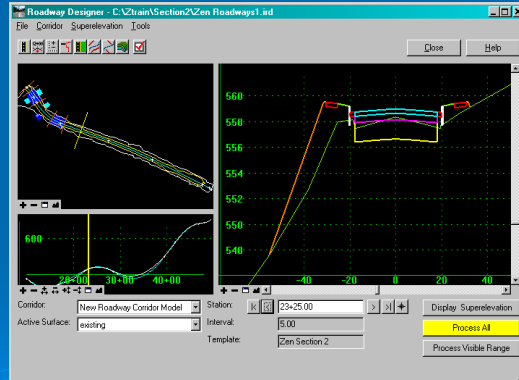 Roadway Designer - C:\Ztrain\Section2\Zen Roadways1.ird
File Corridor Superelevation Tools
Close Help
560
558
556
554
552
550
548
-40 -20 0 20 40
600
20+00 30+00 40+00
Corridor: New Roadway Corridor Model Station: 23+25.00 Display Superelevation
Active Surface: existing Interval: 5.00 Process All
Template: Zen Section 2 Process Visible Range